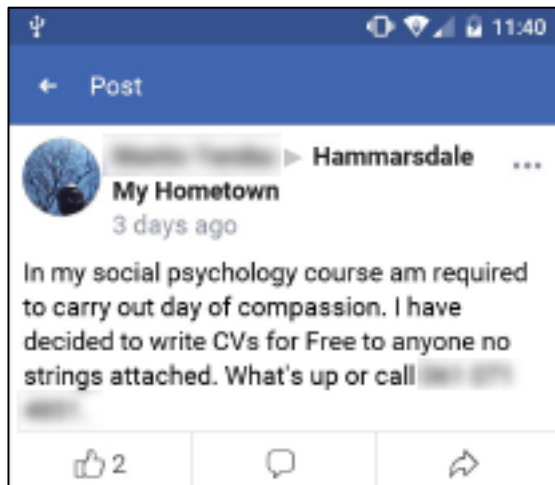 11:40
Post
Hammarsdale
My Hometown
3 days ago
In my social psychology course am required
to carry out day of compassion. I have
decided to write CVs for Free to anyone no
strings attached. What's up or call
2